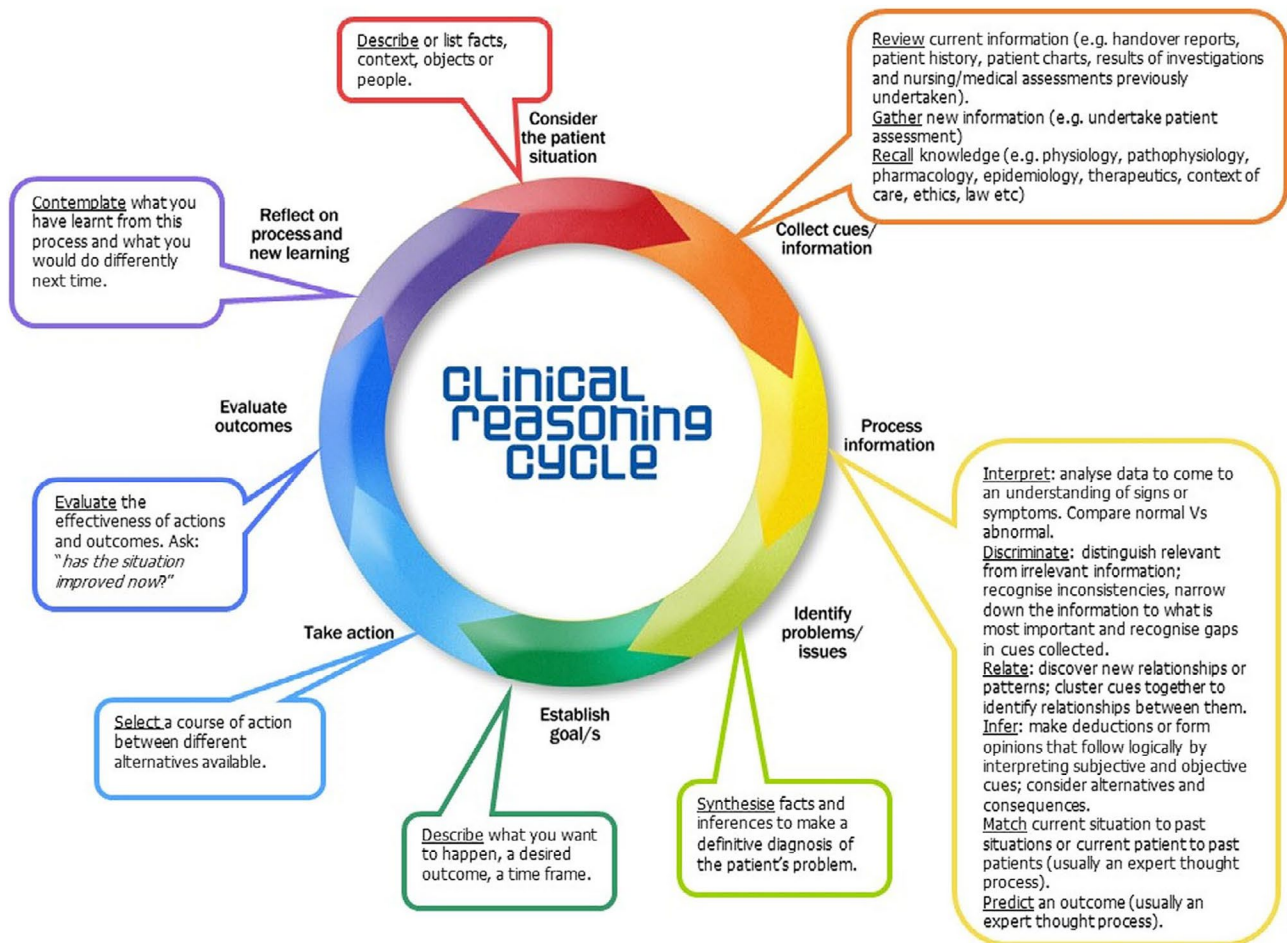 Describe or list facts,
context, objects or
people.
Consider
the patient
situation
Review current information (e.g. handover reports,
patient history, patient charts, results of investigations
and nursing/medical assessments previously
undertaken).
Gather new information (e.g. undertake patient
assessment)
Recall knowledge (e.g. physiology, pathophysiology,
pharmacology, epidemiology, therapeutics, context of
care, ethics, law etc)
Collect cues/
information
Process
information
Interpret: analyse data to come to
an understanding of signs or
symptoms. Compare normal Vs
abnormal.
Discriminate: distinguish relevant
from irrelevant information;
recognise inconsistencies, narrow
down the information to what is
most important and recognise gaps
in cues collected.
Relate: discover new relationships or
patterns; cluster cues together to
identify relationships between them.
Infer: make deductions or form
opinions that follow logically by
interpreting subjective and objective
cues; consider alternatives and
consequences.
Match current situation to past
situations or current patient to past
patients (usually an expert thought
process).
Predict an outcome (usually an
expert thought process).
Identify
problems/
issues
Synthesise facts and
inferences to make a
definitive diagnosis of
the patient's problem.
Establish
goal/s
Describe what you want
to happen, a desired
outcome, a time frame.
Take action
Select a course of action
between different
alternatives available.
Evaluate
outcomes
Evaluate the
effectiveness of actions
and outcomes. Ask:
"has the situation
improved now?"
Reflect on
process and
new learning
Contemplate what you
have learnt from this
process and what you
would do differently
next time.
CLINICAL
REASONING
CYCLE